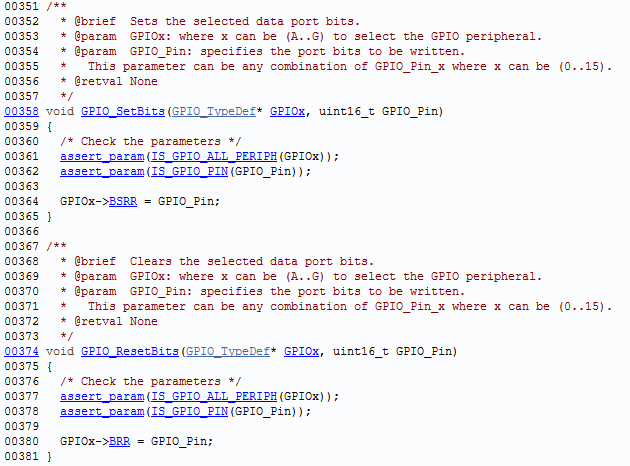 00351 /**
00352   * @brief  Sets the selected data port bits.
00353   * @param  GPIOx: where x can be (A..G) to select the GPIO peripheral.
00354   * @param  GPIO_Pin: specifies the port bits to be written.
00355   *   This parameter can be any combination of GPIO_Pin_x where x can be (0..15).
00356   * @retval None
00357   */
00358 void GPIO_SetBits(GPIO_TypeDef* GPIOx, uint16_t GPIO_Pin)
00359 {
00360   /* Check the parameters */
00361   assert_param(IS_GPIO_ALL_PERIPH(GPIOx));
00362   assert_param(IS_GPIO_PIN(GPIO_Pin));
00363
00364   GPIOx->BSRR = GPIO_Pin;
00365 }
00366
00367 /**
00368   * @brief  Clears the selected data port bits.
00369   * @param  GPIOx: where x can be (A..G) to select the GPIO peripheral.
00370   * @param  GPIO_Pin: specifies the port bits to be written.
00371   *   This parameter can be any combination of GPIO_Pin_x where x can be (0..15).
00372   * @retval None
00373   */
00374 void GPIO_ResetBits(GPIO_TypeDef* GPIOx, uint16_t GPIO_Pin)
00375 {
00376   /* Check the parameters */
00377   assert_param(IS_GPIO_ALL_PERIPH(GPIOx));
00378   assert_param(IS_GPIO_PIN(GPIO_Pin));
00379
00380   GPIOx->BRR = GPIO_Pin;
00381 }